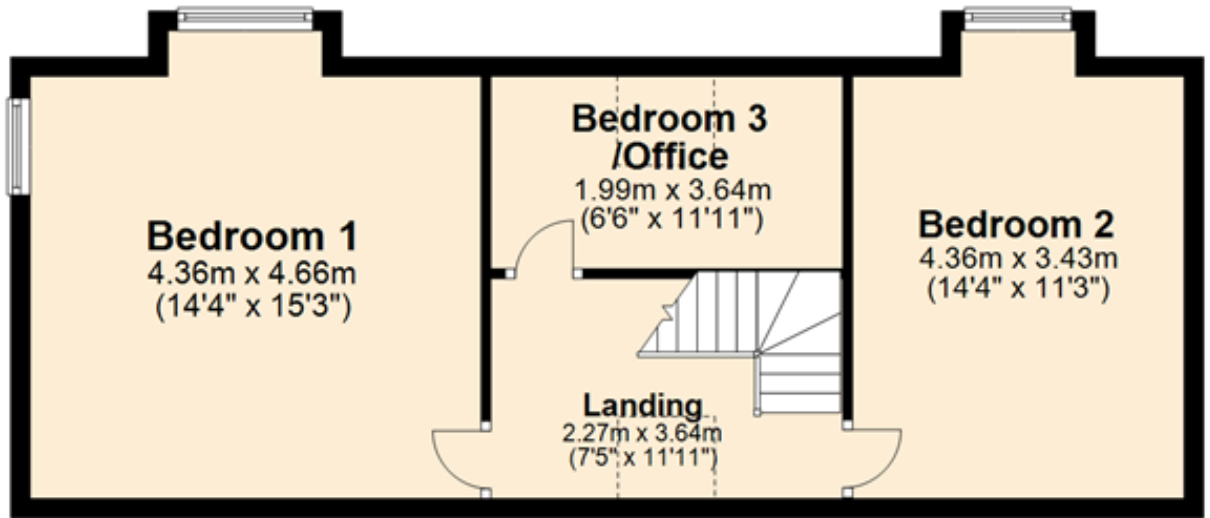 Bedroom 1
4.36m x 4.66m
(14'4" x 15'3")
Bedroom 3
/Office
1.99m x 3.64m
(6'6" x 11'11")
Bedroom 2
4.36m x 3.43m
(14'4" x 11'3")
Landing
2.27m x 3.64m
(7'5" x 11'11")